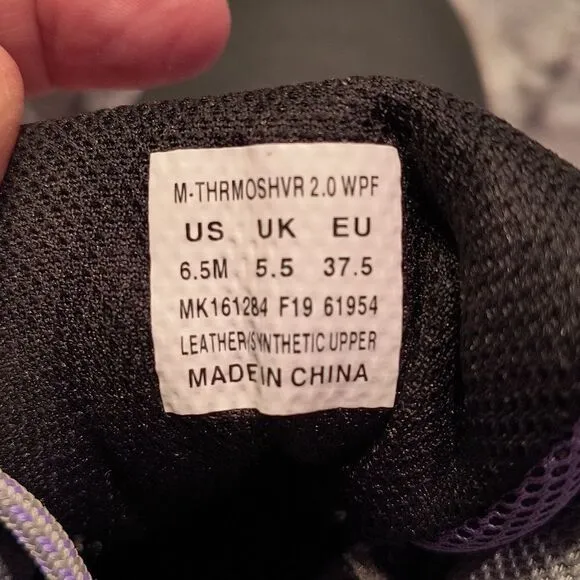 M-THRMOSHVR 2.0 WPF
US UK EU
6.5M 5.5 37.5
MK161284 F19 61954
LEATHER/SYNTHETIC UPPER
MADE IN CHINA